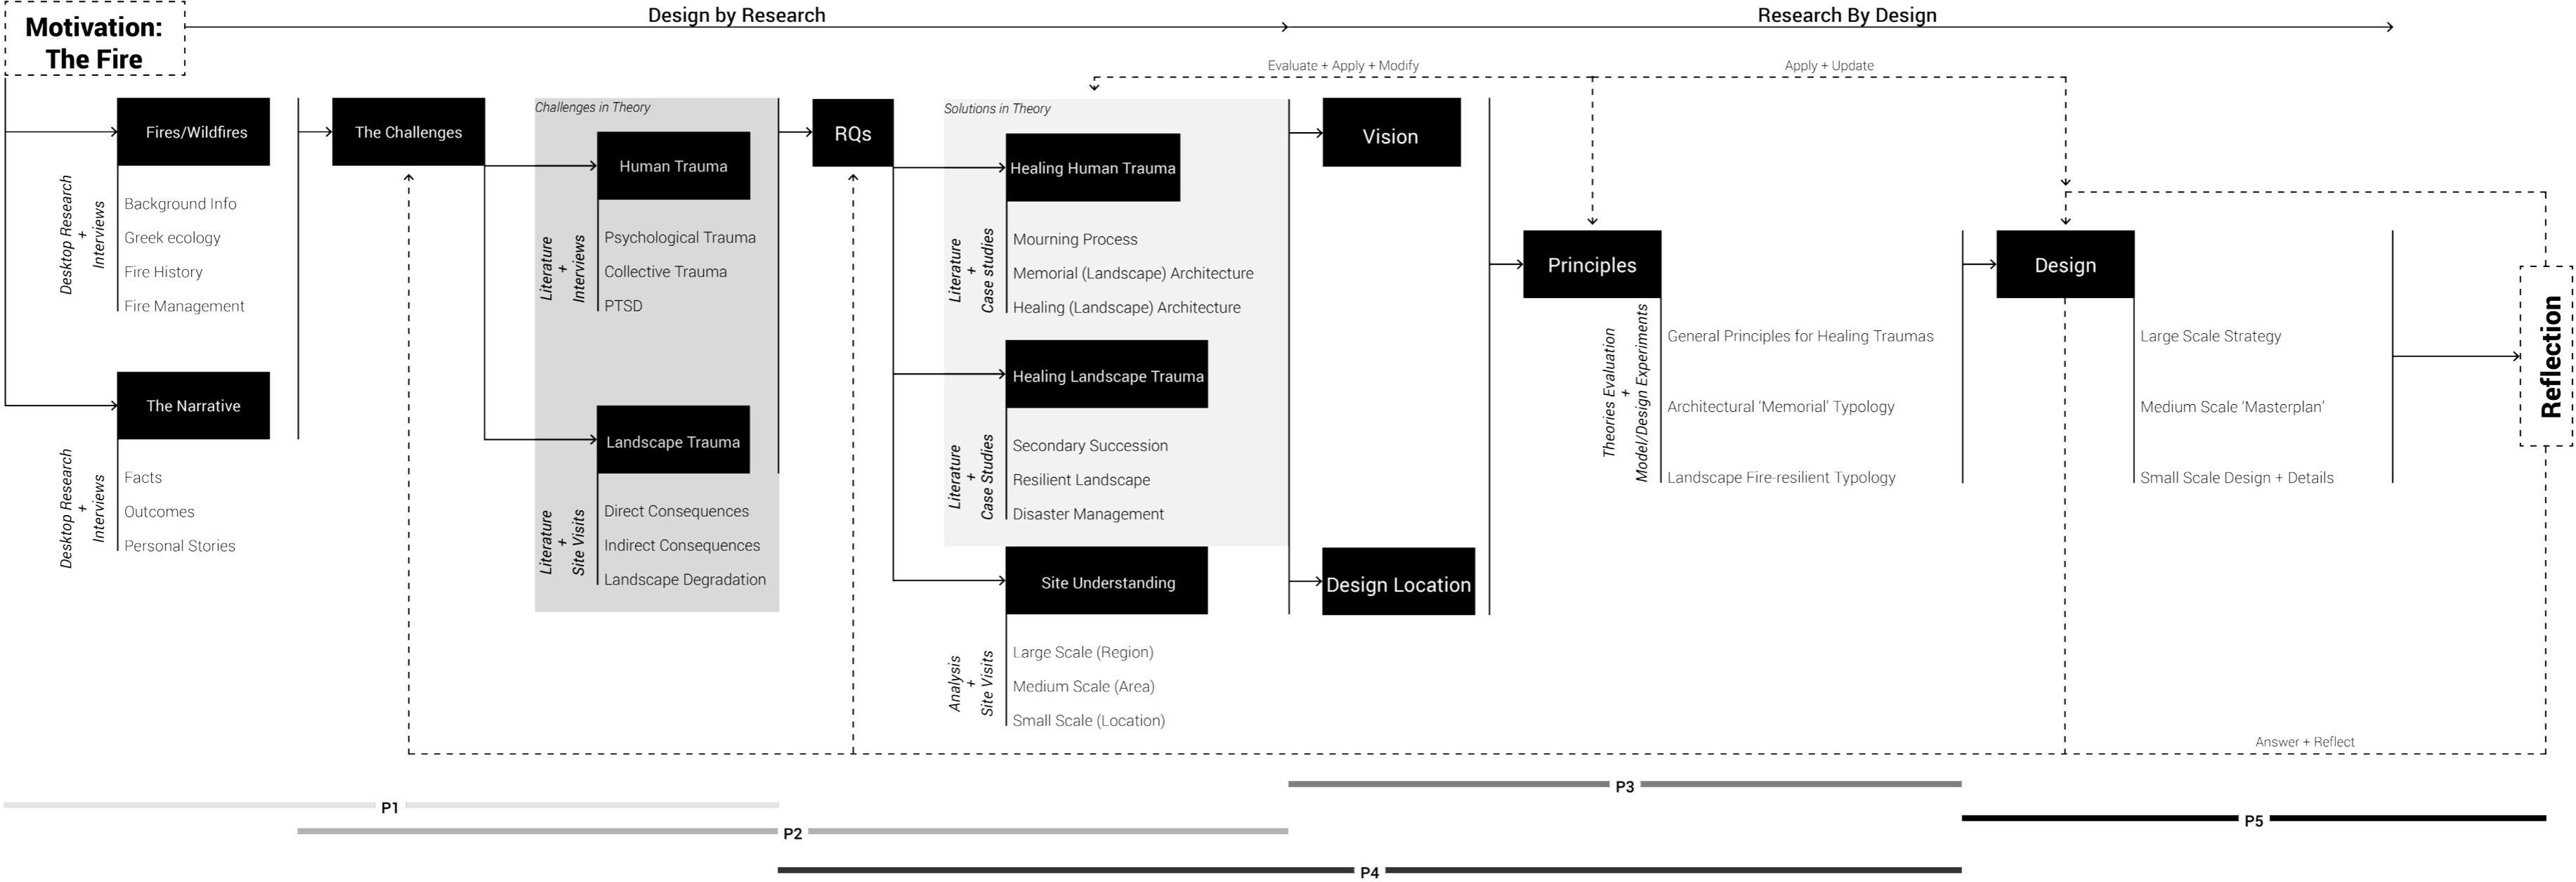 Motivation:
The Fire
Design by Research
Research By Design
Evaluate + Apply + Modify
Apply + Update
Fires/Wildfires
Desktop Research
+
Interviews
Background Info
Greek ecology
Fire History
Fire Management
The Narrative
Desktop Research
+
Interviews
Facts
Outcomes
Personal Stories
The Challenges
Challenges in Theory
Human Trauma
Literature
+
Interviews
Psychological Trauma
Collective Trauma
PTSD
Landscape Trauma
Literature
+
Site Visits
Direct Consequences
Indirect Consequences
Landscape Degradation
RQs
Solutions in Theory
Healing Human Trauma
Literature
+
Case studies
Mourning Process
Memorial (Landscape) Architecture
Healing (Landscape) Architecture
Healing Landscape Trauma
Literature
+
Case Studies
Secondary Succession
Resilient Landscape
Disaster Management
Site Understanding
Analysis
+
Site Visits
Large Scale (Region)
Medium Scale (Area)
Small Scale (Location)
Vision
Design Location
Principles
Theories Evaluation
+
Model/Design Experiments
General Principles for Healing Traumas
Architectural ‘Memorial’ Typology
Landscape Fire-resilient Typology
Design
Large Scale Strategy
Medium Scale ‘Masterplan’
Small Scale Design + Details
Reflection
Answer + Reflect
P1
P2
P3
P4
P5